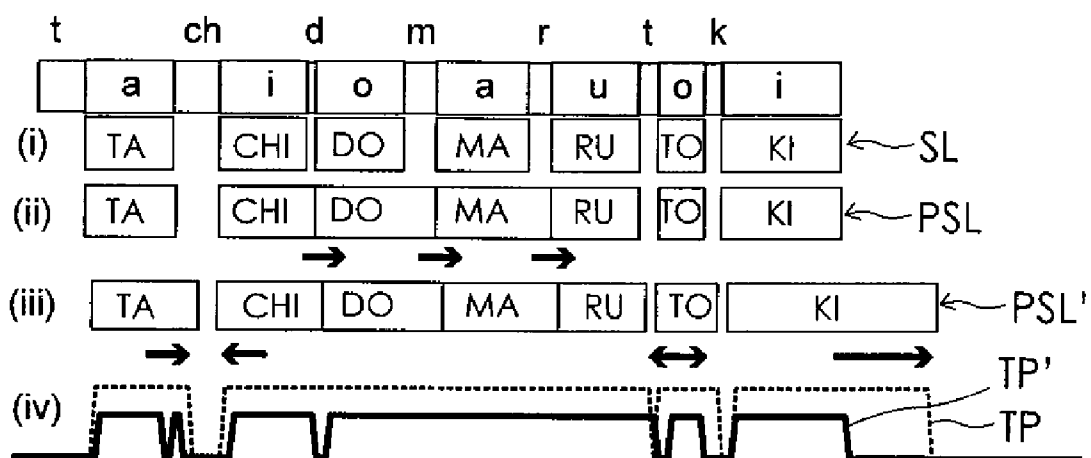 t ch d m r t k
a i o a u o i
(i) TA CHI DO MA RU TO KI SL
(ii) TA CHI DO MA RU TO KI PSL
(iii) TA CHI DO MA RU TO KI PSL'
(iv) TP'
TP